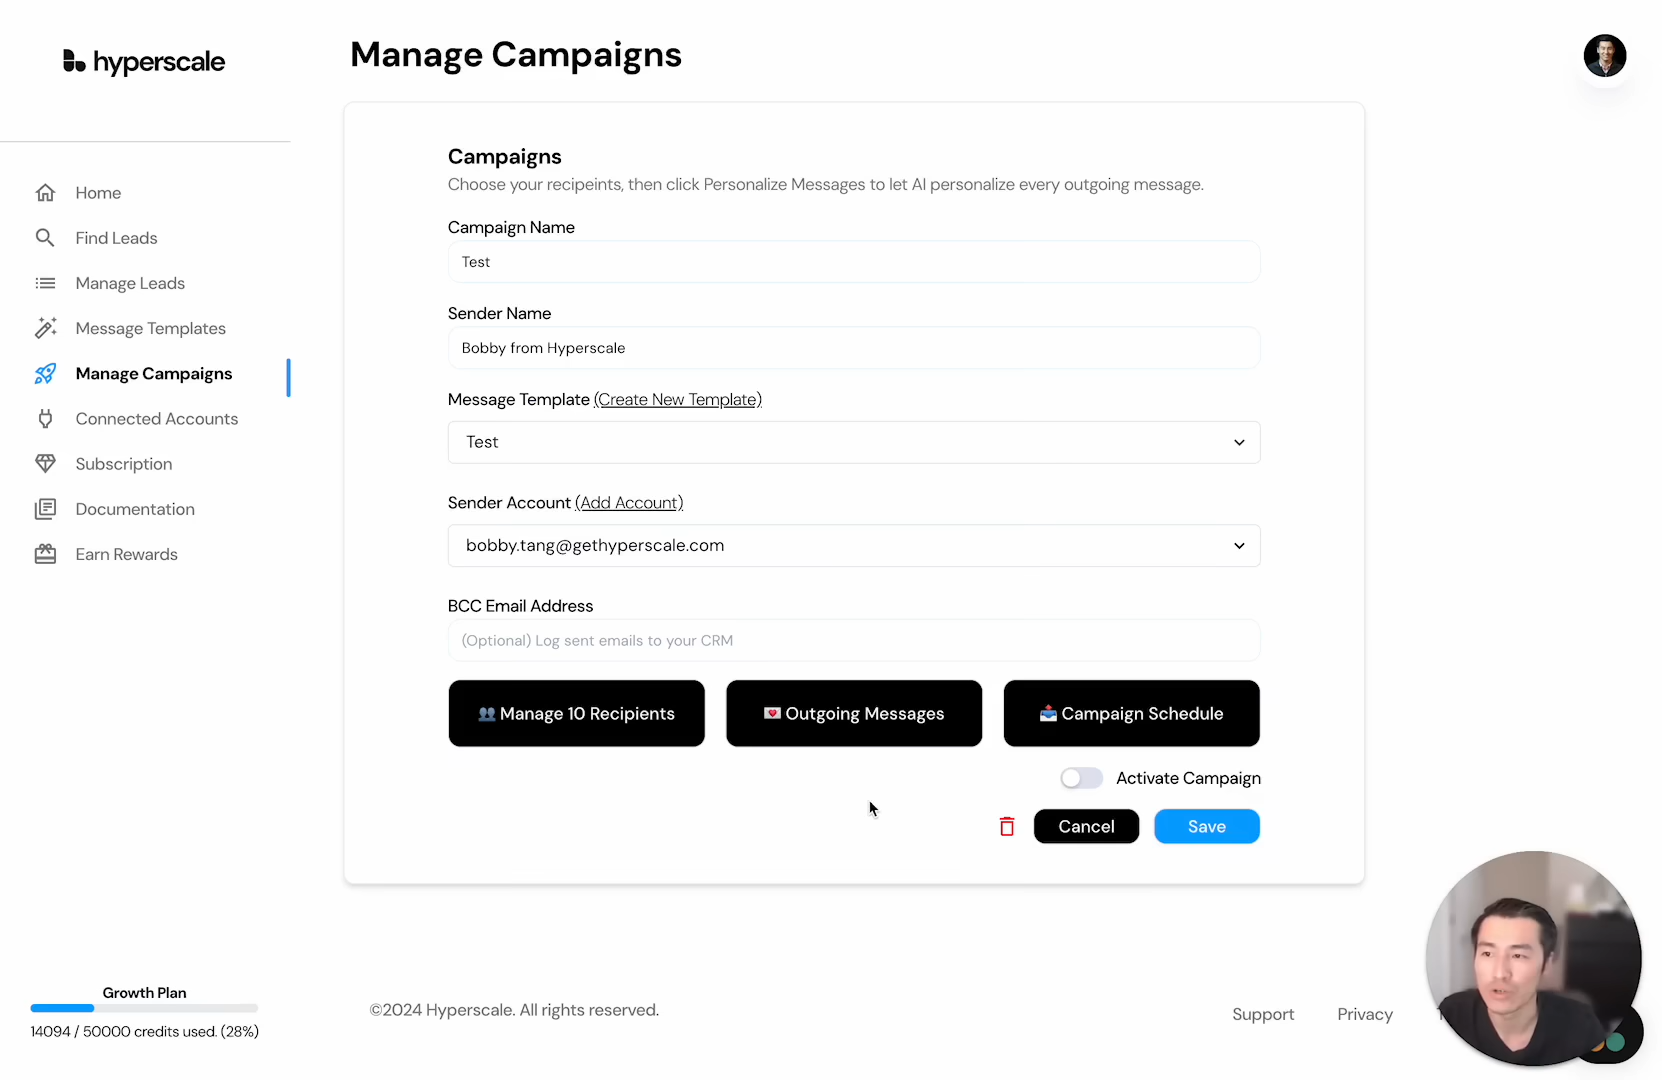 hyperscale
Manage Campaigns
Home
Find Leads
Manage Leads
Message Templates
Manage Campaigns
Connected Accounts
Subscription
Documentation
Earn Rewards
Campaigns
Choose your recipeints, then click Personalize Messages to let AI personalize every outgoing message.
Campaign Name
Test
Sender Name
Bobby from Hyperscale
Message Template (Create New Template)
Test
Sender Account (Add Account)
bobby.tang@gethyperscale.com
BCC Email Address
(Optional) Log sent emails to your CRM
Manage 10 Recipients
Outgoing Messages
Campaign Schedule
Activate Campaign
Cancel
Save
Growth Plan
14094 / 50000 credits used. (28%)
©2024 Hyperscale. All rights reserved.
Support
Privacy